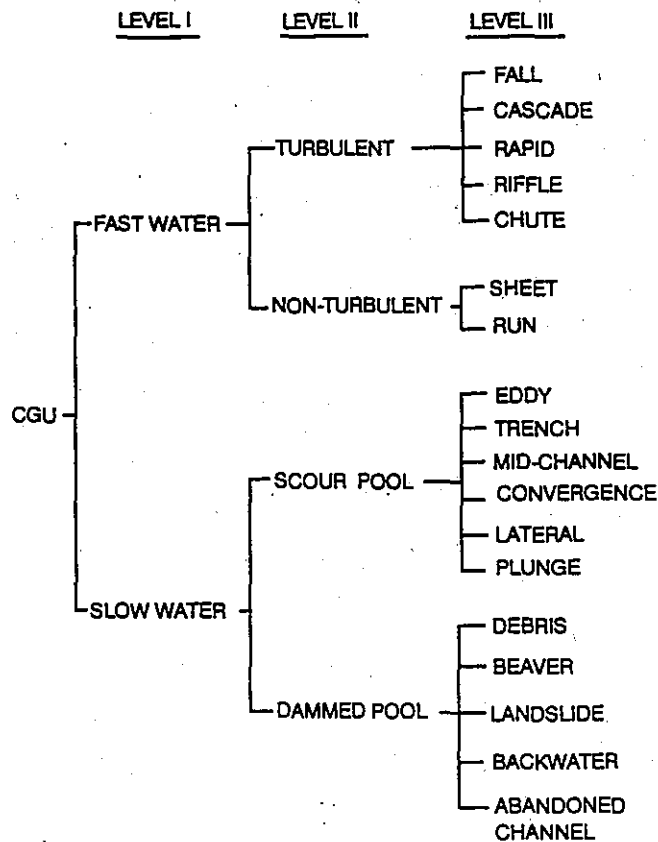 LEVEL I LEVEL II LEVEL III
FALL
CASCADE
TURBULENT
RAPID
RIFFLE
FAST WATER
CHUTE
SHEET
NON-TURBULENT
RUN
EDDY
CGU
TRENCH
MID-CHANNEL
SCOUR POOL
CONVERGENCE
LATERAL
PLUNGE
SLOW WATER
DEBRIS
BEAVER
DAMMED POOL
LANDSLIDE
BACKWATER
ABANDONED
CHANNEL